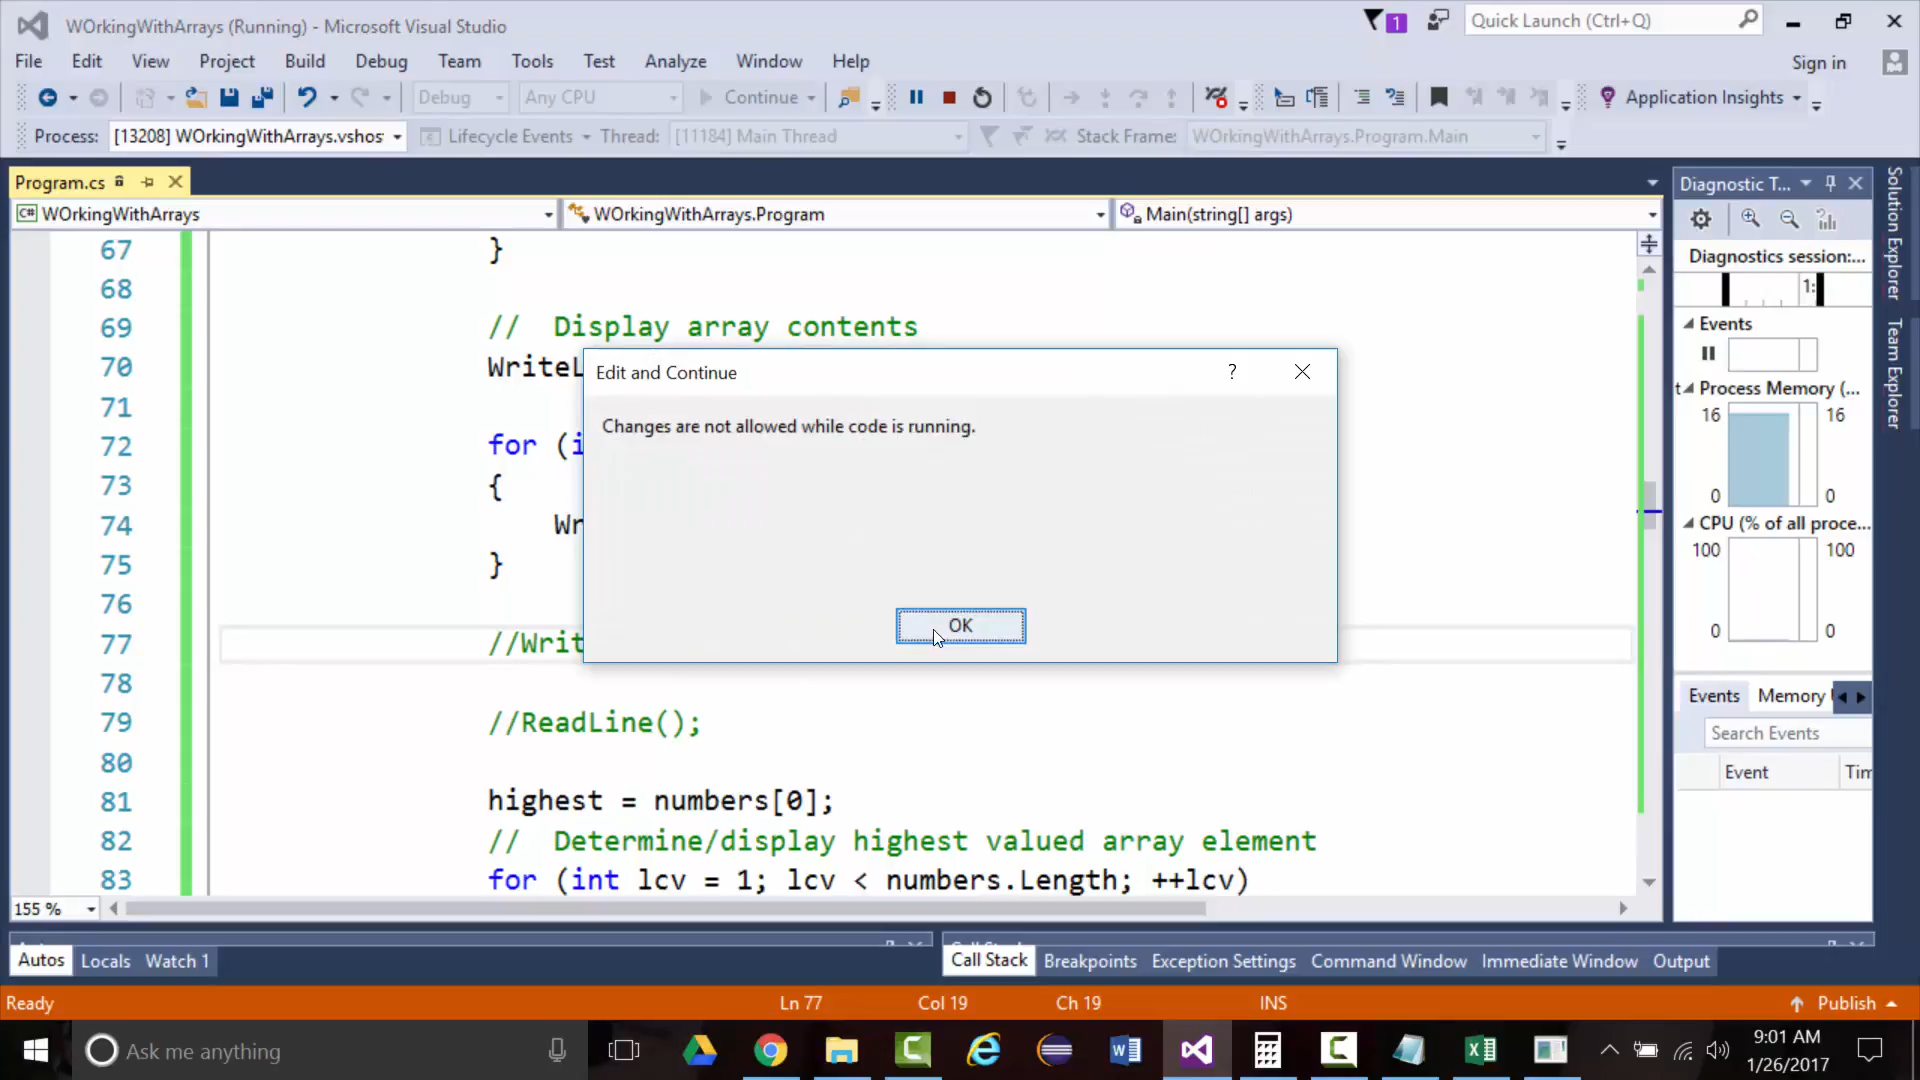 WOrkingWithArrays (Running) - Microsoft Visual Studio
1
Quick Launch (Ctrl+Q)
File Edit View Project Build Debug Team Tools Test Analyze Window Help
Sign in
Debug Any CPU Continue Application Insights
Process: [13208] WOrkingWithArrays.vshos Lifecycle Events Thread: [11184] Main Thread Stack Frame: WOrkingWithArrays.Program.Main
Program.cs
Diagnostic T...
C# WOrkingWithArrays WOrkingWithArrays.Program Main(string[] args)
Solution Explorer
Team Explorer
67 }
68
69 // Display array contents
70 WriteL
71
72 for (i
73 {
74 Wr
75 }
76
77 //Writ
78
79 //ReadLine();
80
81 highest = numbers[0];
82 // Determine/display highest valued array element
83 for (int lcv = 1; lcv < numbers.Length; ++lcv)
Edit and Continue ?
Changes are not allowed while code is running.
OK
Diagnostics session:...
1:
Events
t Process Memory (...
16 16
0 0
CPU (% of all proce...
100 100
0 0
Events Memory
Search Events
Event Tim
155 %
Autos Locals Watch 1
Call Stack Breakpoints Exception Settings Command Window Immediate Window Output
Ready Ln 77 Col 19 Ch 19 INS Publish
Ask me anything
9:01 AM
1/26/2017